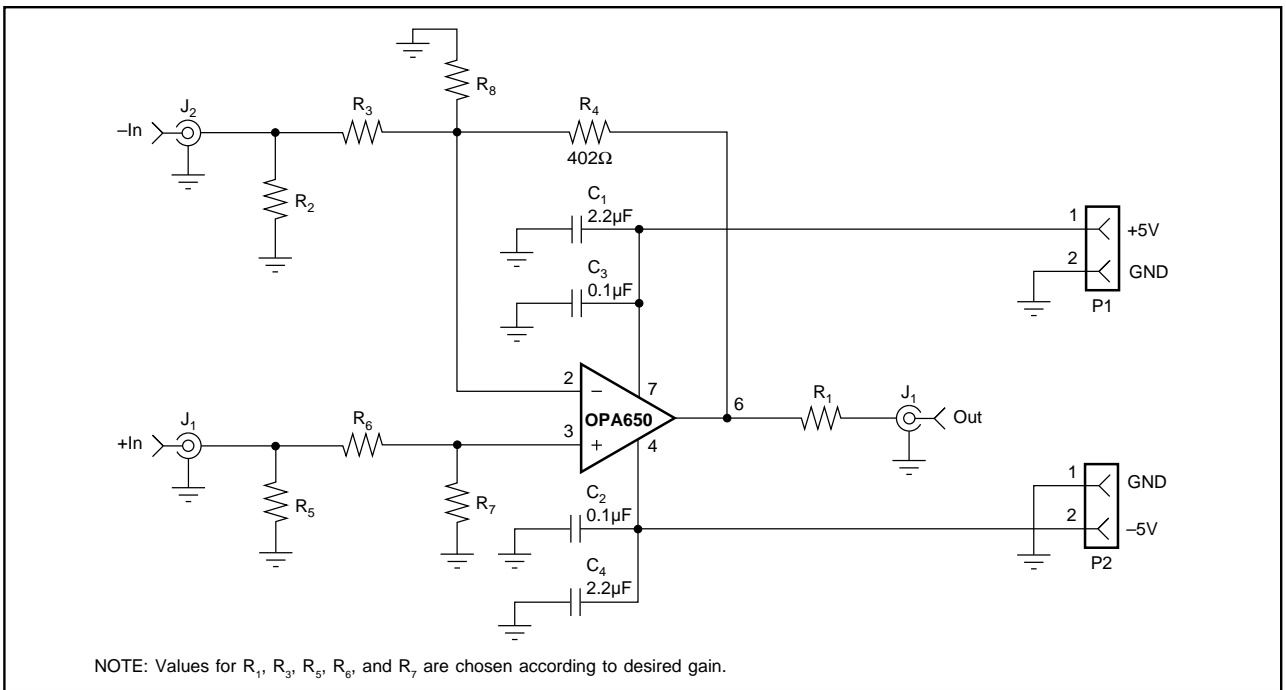 R₈
J₂
R₃
R₄
–In
402Ω
R₂
C₁
2.2µF
1
+5V
C₃
0.1µF
2
GND
P1
2
–
7
OPA650
6
R₁
J₁
Out
J₁
R₆
+In
3
+
4
R₅
R₇
C₂
0.1µF
1
GND
2
–5V
C₄
2.2µF
P2
NOTE: Values for R₁, R₃, R₅, R₆, and R₇ are chosen according to desired gain.